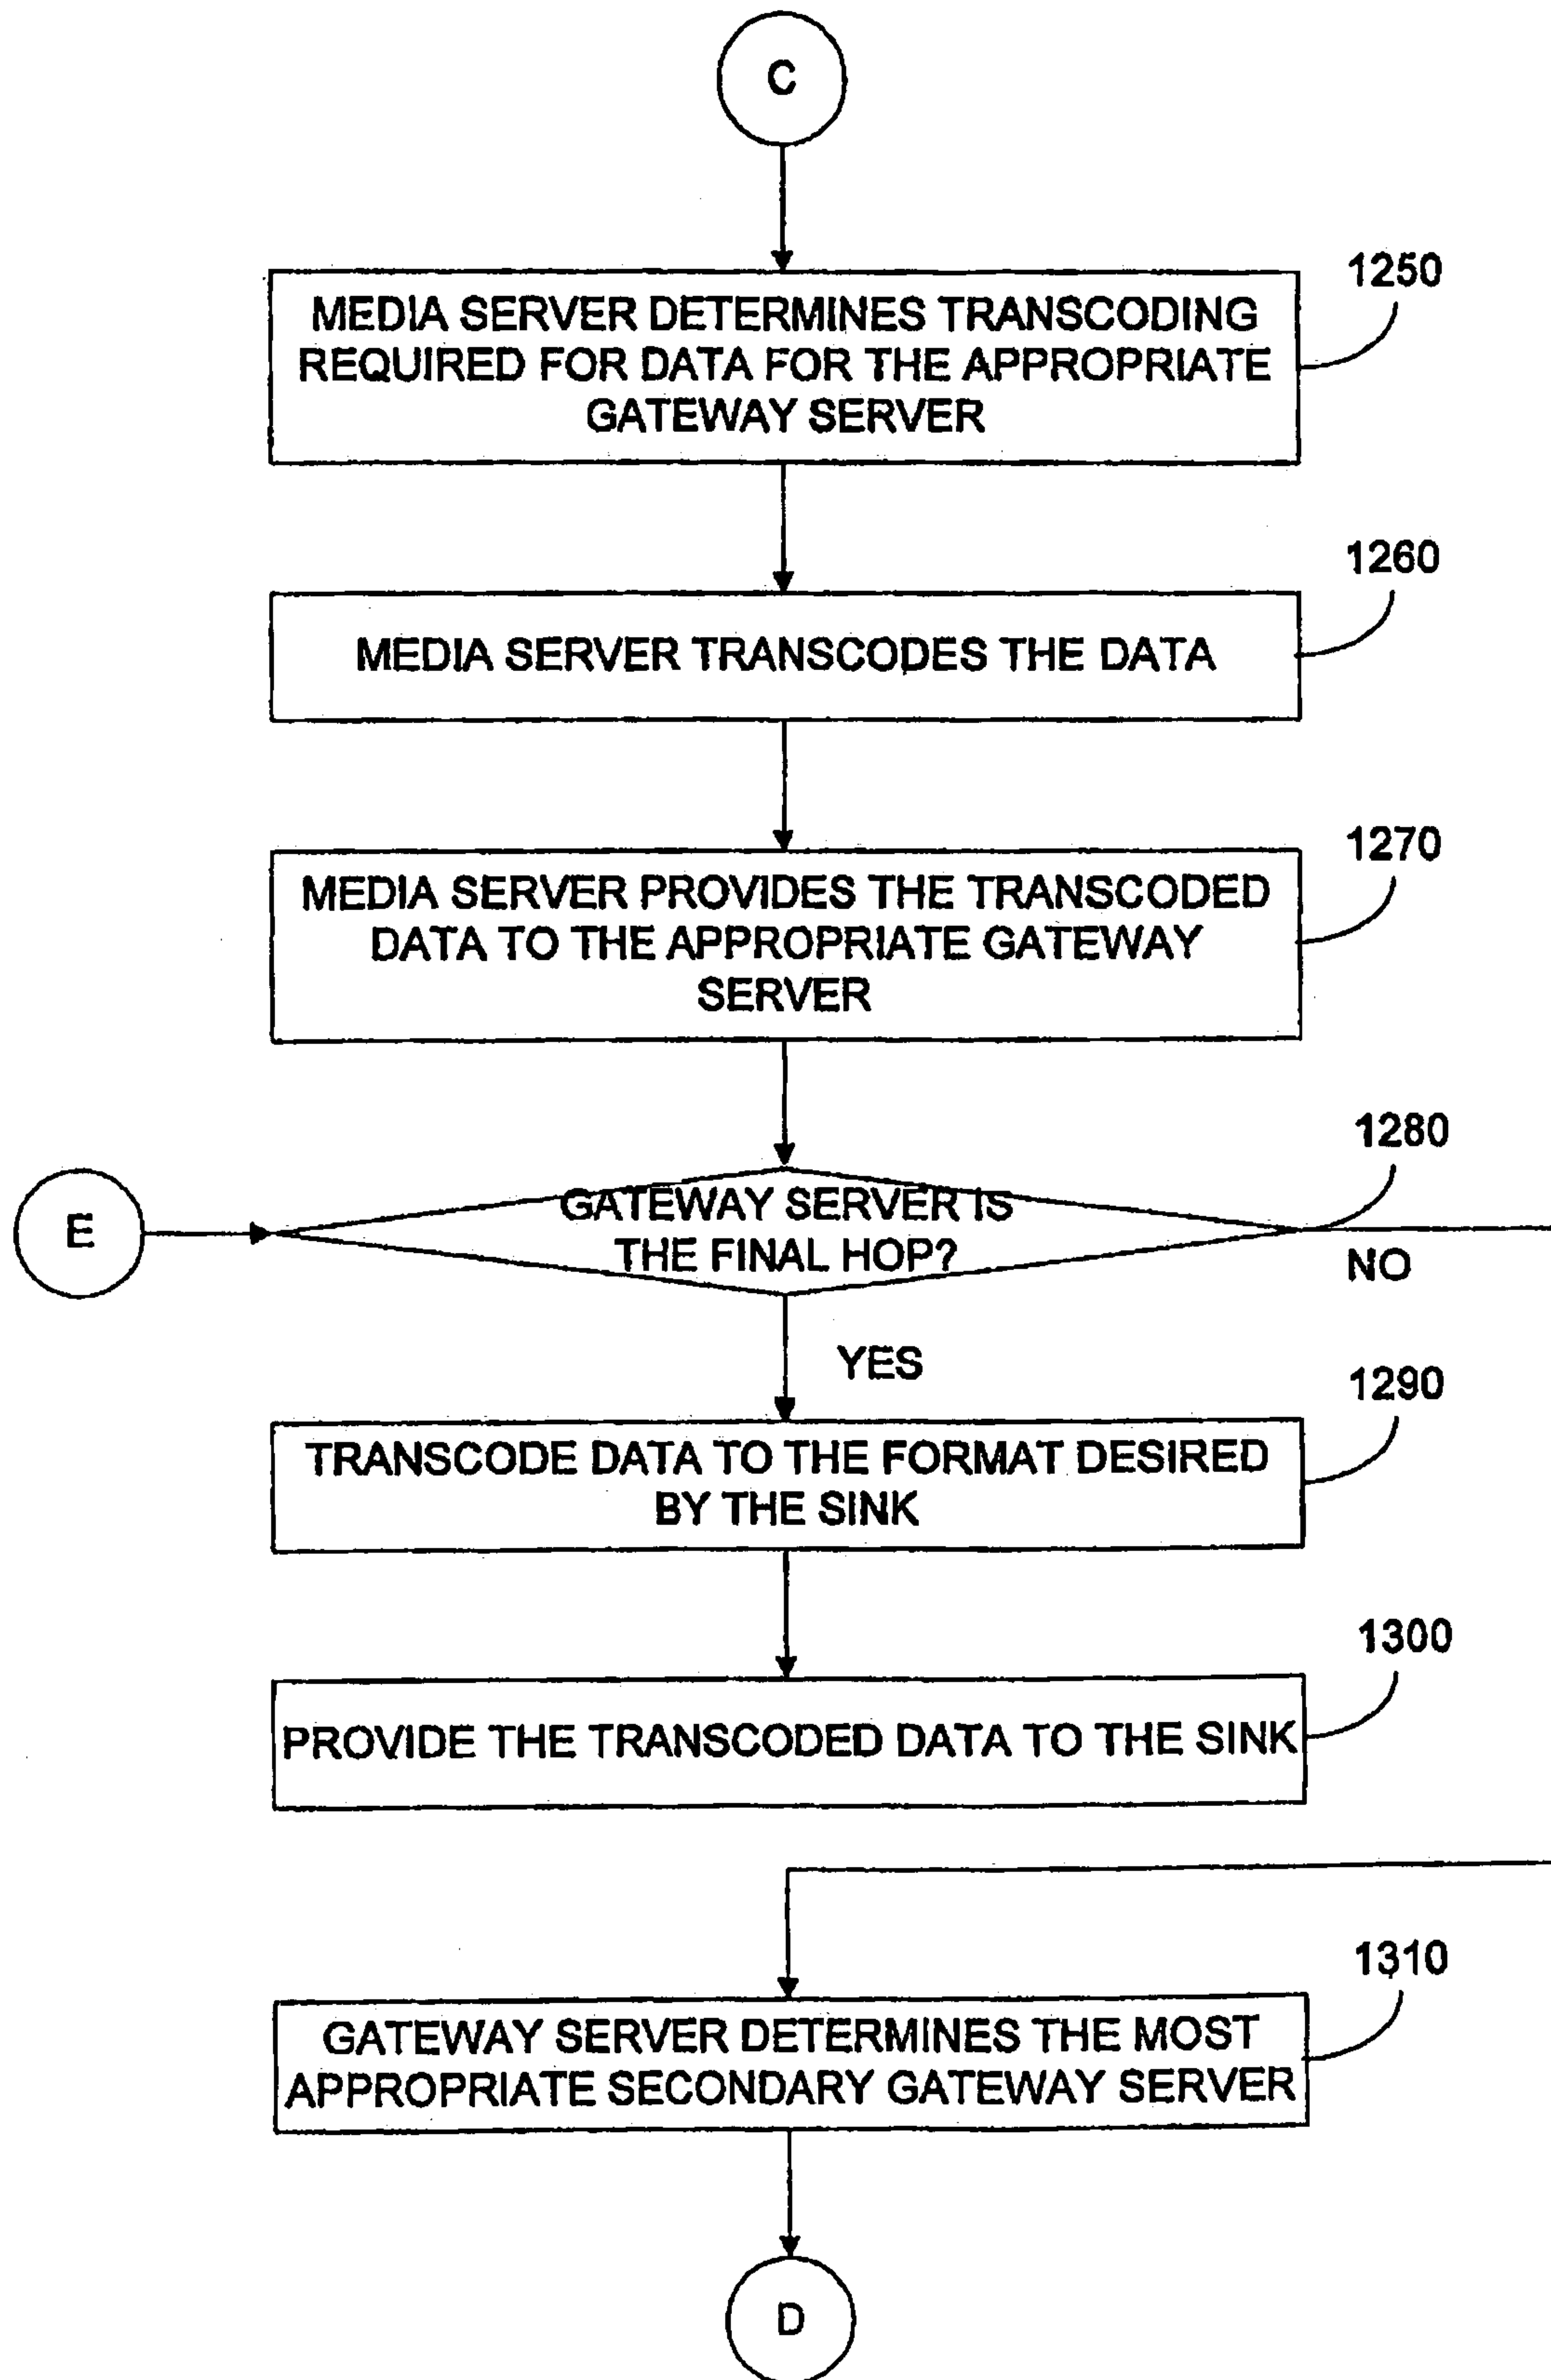 C
1250
MEDIA SERVER DETERMINES TRANSCODING
REQUIRED FOR DATA FOR THE APPROPRIATE
GATEWAY SERVER
1260
MEDIA SERVER TRANSCODES THE DATA
1270
MEDIA SERVER PROVIDES THE TRANSCODED
DATA TO THE APPROPRIATE GATEWAY
SERVER
1280
E
GATEWAY SERVER IS
THE FINAL HOP?
NO
YES
1290
TRANSCODE DATA TO THE FORMAT DESIRED
BY THE SINK
1300
PROVIDE THE TRANSCODED DATA TO THE SINK
1310
GATEWAY SERVER DETERMINES THE MOST
APPROPRIATE SECONDARY GATEWAY SERVER
D